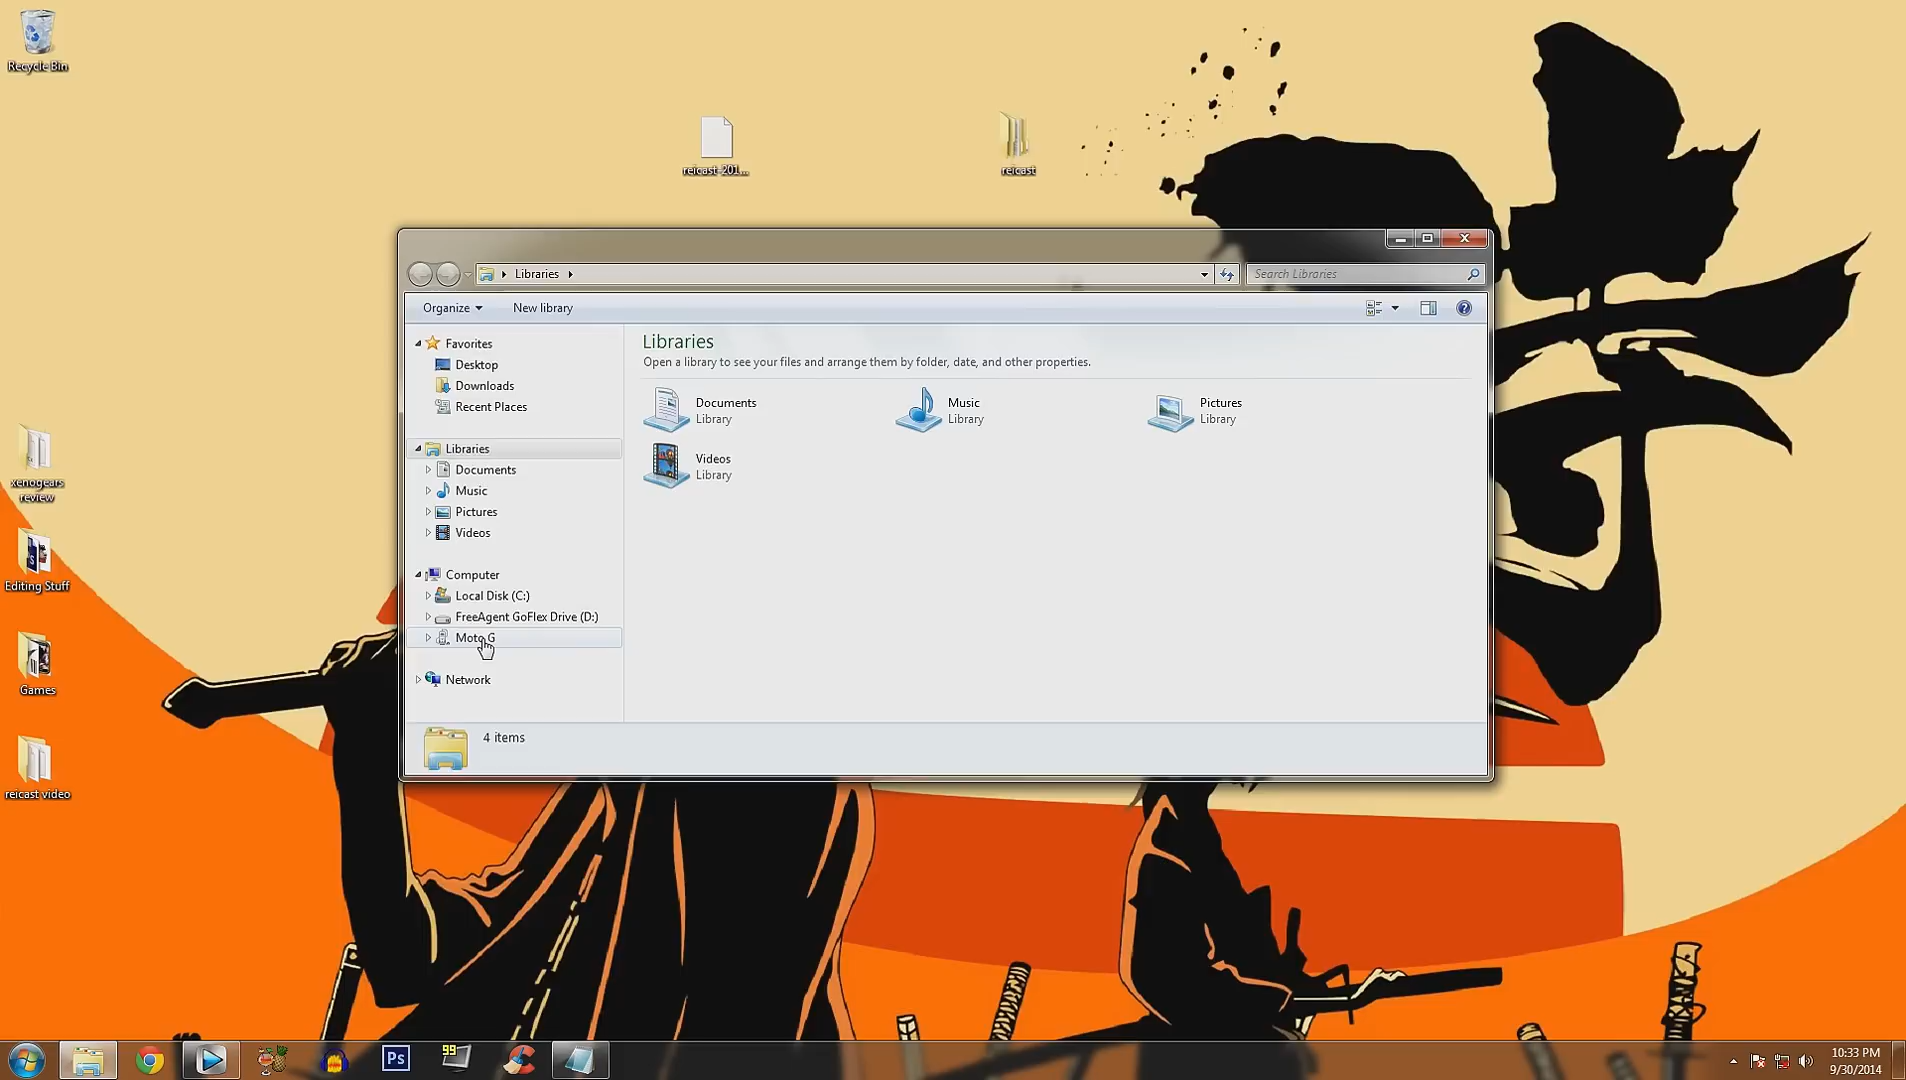 Recycle Bin
reicast-201...
reicast
Libraries
Search Libraries
Organize
New library
Favorites
Desktop
Downloads
Recent Places
Libraries
Documents
Music
Pictures
Videos
Computer
Local Disk (C:)
FreeAgent GoFlex Drive (D:)
Moto G
Network
Libraries
Open a library to see your files and arrange them by folder, date, and other properties.
Documents
Library
Music
Library
Pictures
Library
Videos
Library
4 items
xenogears
review
Editing Stuff
Games
reicast video
Ps
99
10:33 PM
9/30/2014